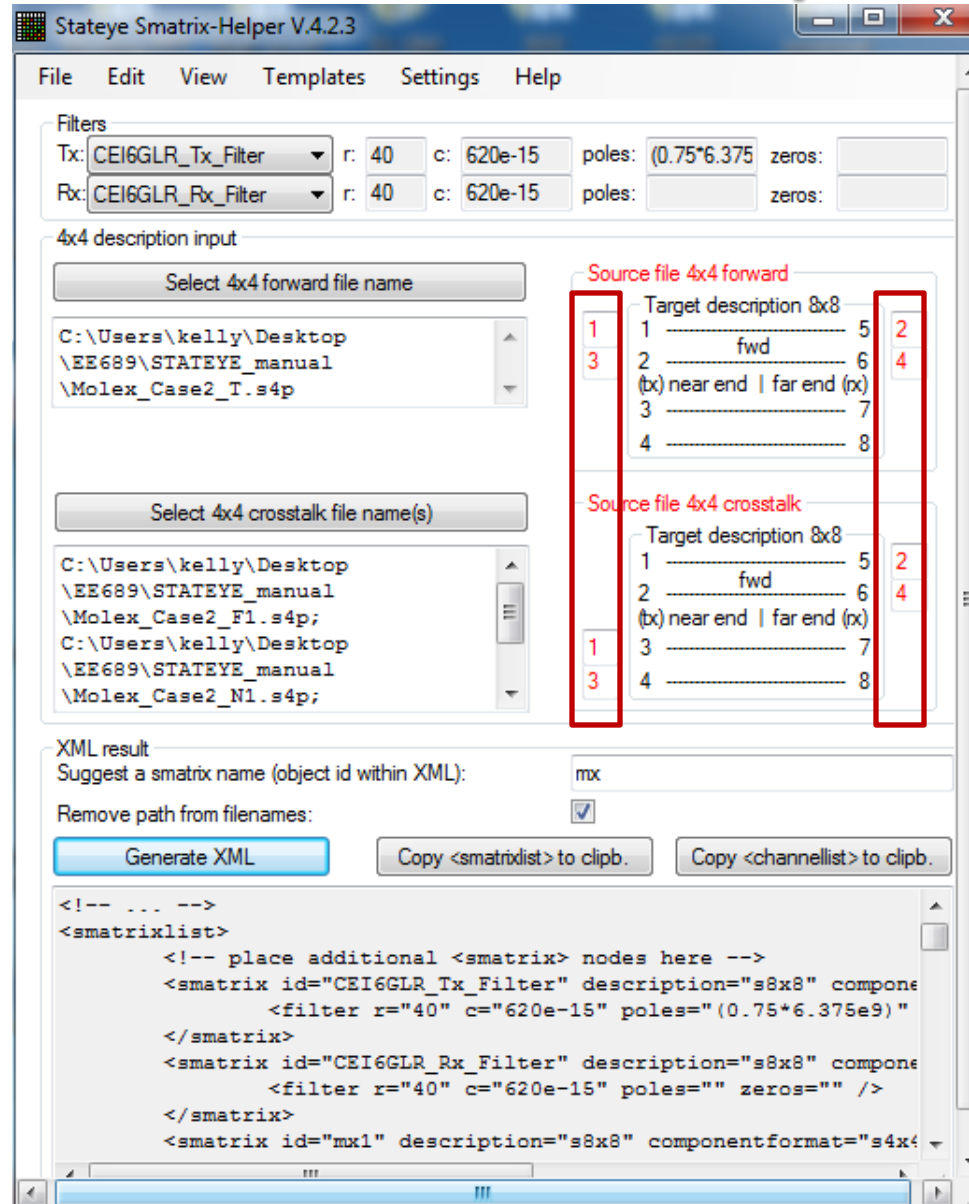 Stateye Smatrix-Helper V.4.2.3
File Edit View Templates Settings Help
Filters
Tx: CEI6GLR_Tx_Filter r: 40 c: 620e-15 poles: (0.75*6.375 zeros:
Rx: CEI6GLR_Rx_Filter r: 40 c: 620e-15 poles: zeros:
4x4 description input
Select 4x4 forward file name
C:\Users\kelly\Desktop
\EE689\STATEYE_manual
\Molex_Case2_T.s4p
Source file 4x4 forward
Target description 8x8
1 1 5 2
fwd
3 2 6 4
(tx) near end | far end (rx)
3 7
4 8
Select 4x4 crosstalk file name(s)
C:\Users\kelly\Desktop
\EE689\STATEYE_manual
\Molex_Case2_F1.s4p;
C:\Users\kelly\Desktop
\EE689\STATEYE_manual
\Molex_Case2_N1.s4p;
Source file 4x4 crosstalk
Target description 8x8
1 5 2
fwd
2 6 4
(tx) near end | far end (rx)
1 3 7
3 4 8
XML result
Suggest a smatrix name (object id within XML): mx
Remove path from filenames:
Generate XML Copy <smatrixlist> to clipb. Copy <channellist> to clipb.
<!-- ... -->
<smatrixlist>
<!-- place additional <smatrix> nodes here -->
<smatrix id="CEI6GLR_Tx_Filter" description="s8x8" compone
<filter r="40" c="620e-15" poles="(0.75*6.375e9)"
</smatrix>
<smatrix id="CEI6GLR_Rx_Filter" description="s8x8" compone
<filter r="40" c="620e-15" poles="" zeros="" />
</smatrix>
<smatrix id="mx1" description="s8x8" componentformat="s4x4